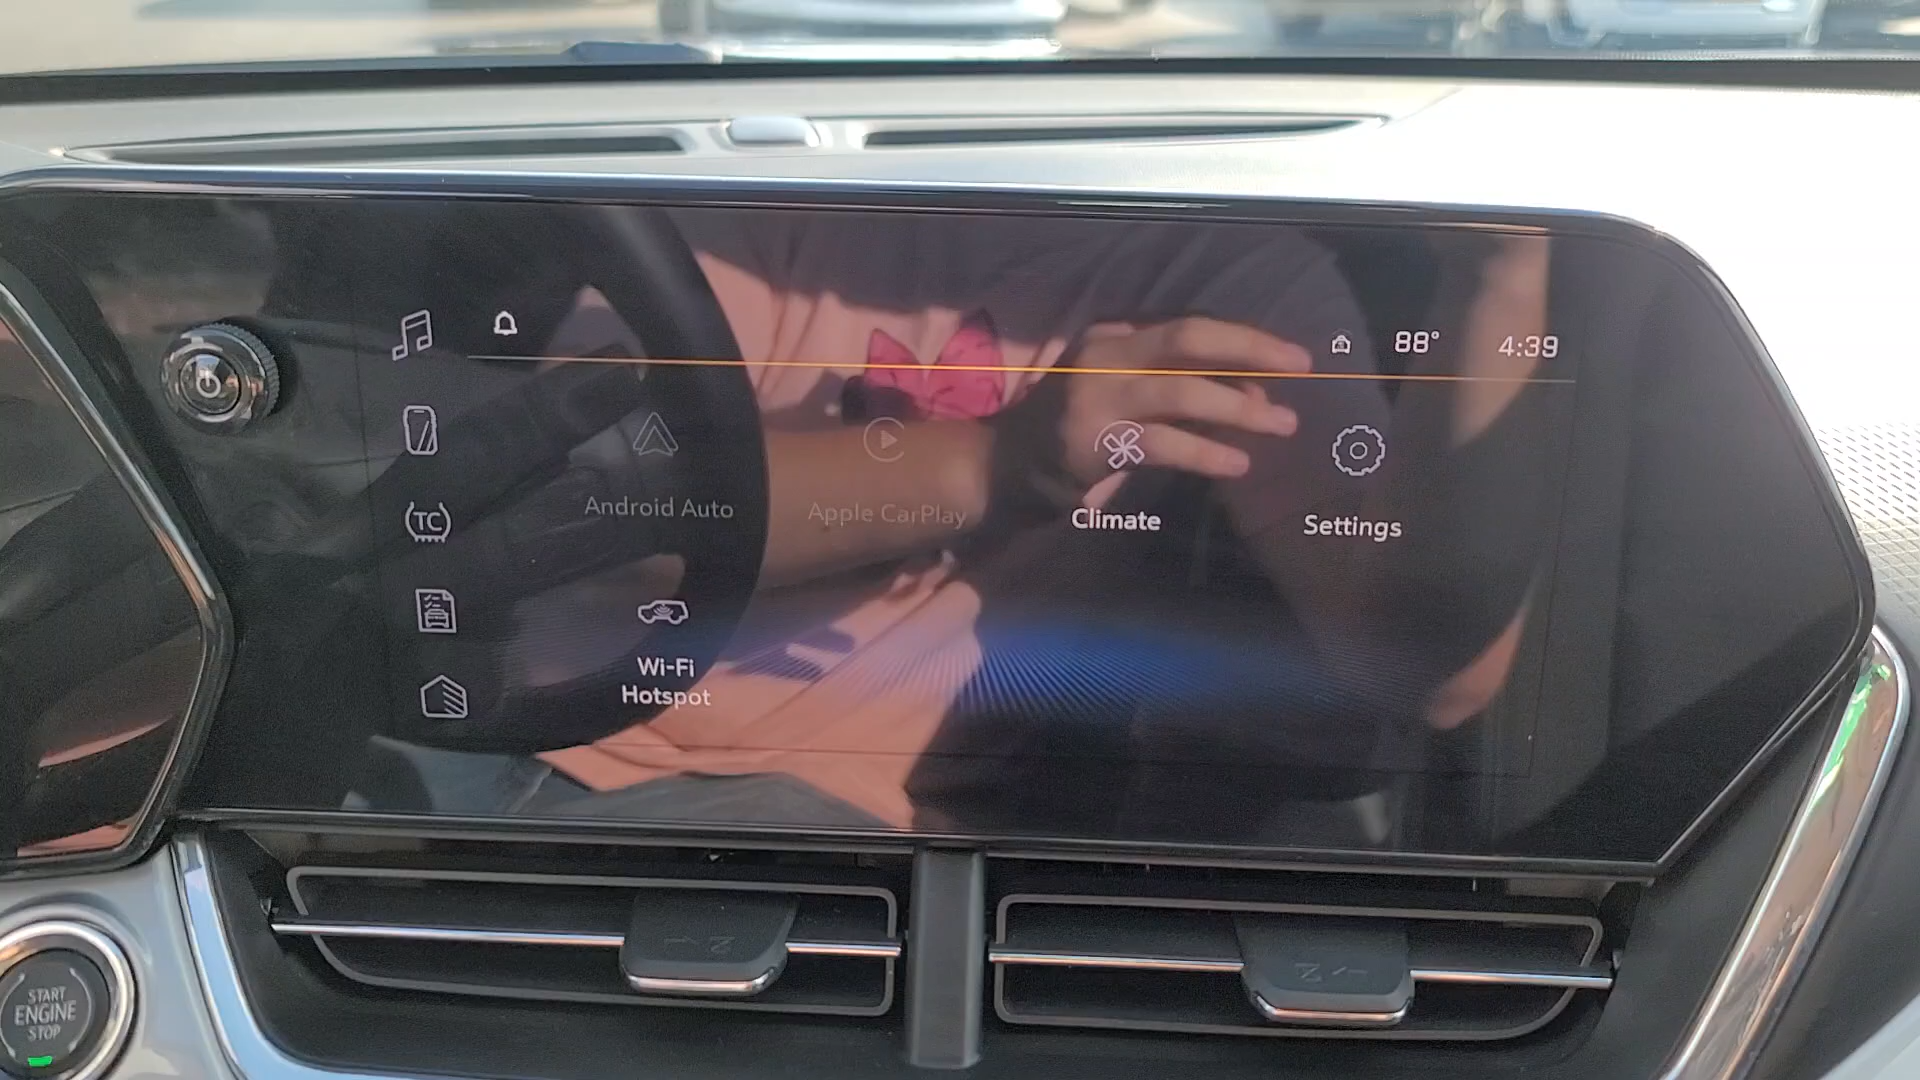 88°
4:39
Android Auto
Apple CarPlay
Climate
Settings
TC
Wi-Fi
Hotspot
START
ENGINE
STOP